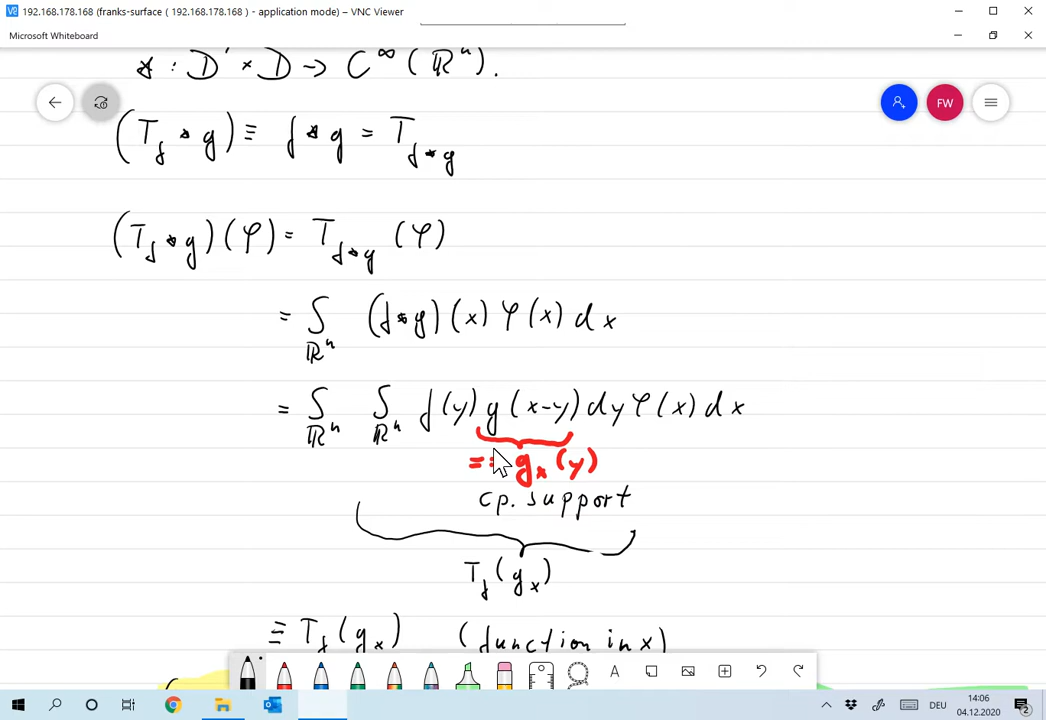 192.168.178.168 (franks-surface ( 192.168.178.168 ) - application mode) – VNC Viewer
Microsoft Whiteboard
* : D' × D → C^∞ (ℝ^n).
FW
(T_f * g) ≡ f * g = T_{f*g}
(T_f * g)(φ) = T_{f*g} (φ)
= ∫_{ℝ^n} (f*g)(x) φ(x) dx
= ∫_{ℝ^n} ∫_{ℝ^n} f(y) g(x-y) dy φ(x) dx
=: g_x(y)
cp. support
T_f(g_x)
≡ T_f(g_x) (function in x)
A
DEU
14:06
04.12.2020
2